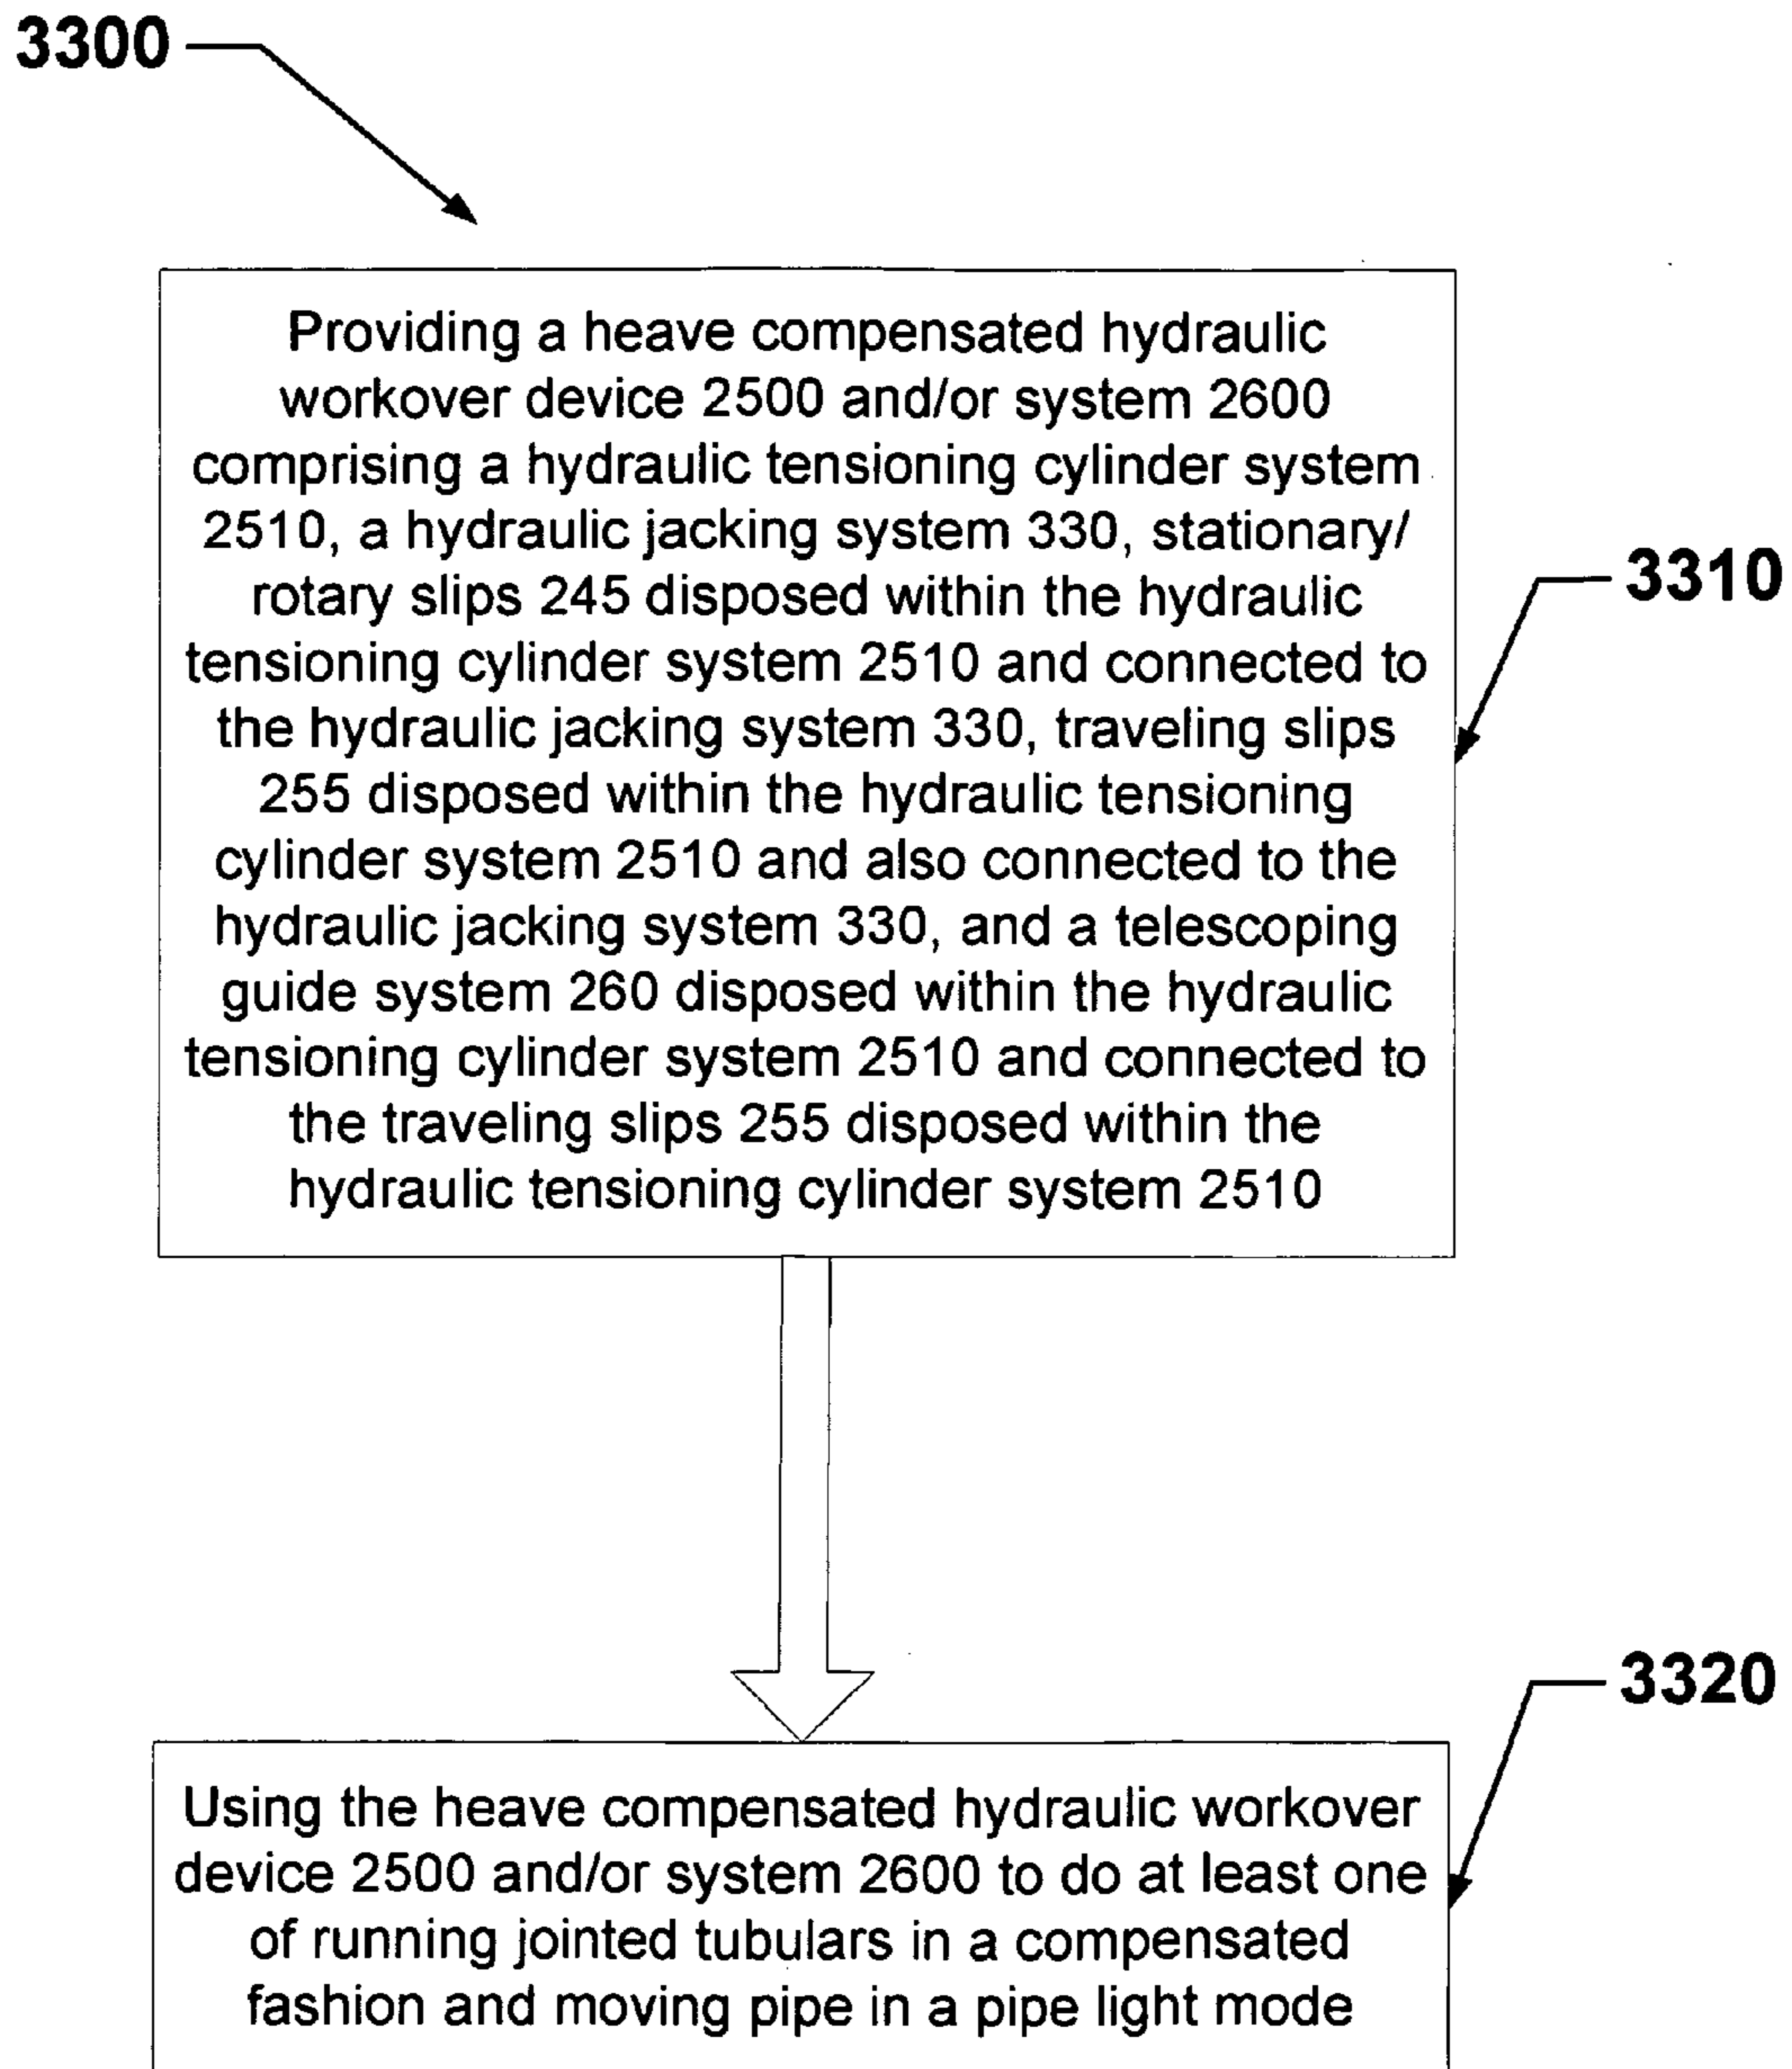 3300
Providing a heave compensated hydraulic
workover device 2500 and/or system 2600
comprising a hydraulic tensioning cylinder system
2510, a hydraulic jacking system 330, stationary/
rotary slips 245 disposed within the hydraulic
tensioning cylinder system 2510 and connected to
the hydraulic jacking system 330, traveling slips
255 disposed within the hydraulic tensioning
cylinder system 2510 and also connected to the
hydraulic jacking system 330, and a telescoping
guide system 260 disposed within the hydraulic
tensioning cylinder system 2510 and connected to
the traveling slips 255 disposed within the
hydraulic tensioning cylinder system 2510
3310
3320
Using the heave compensated hydraulic workover
device 2500 and/or system 2600 to do at least one
of running jointed tubulars in a compensated
fashion and moving pipe in a pipe light mode